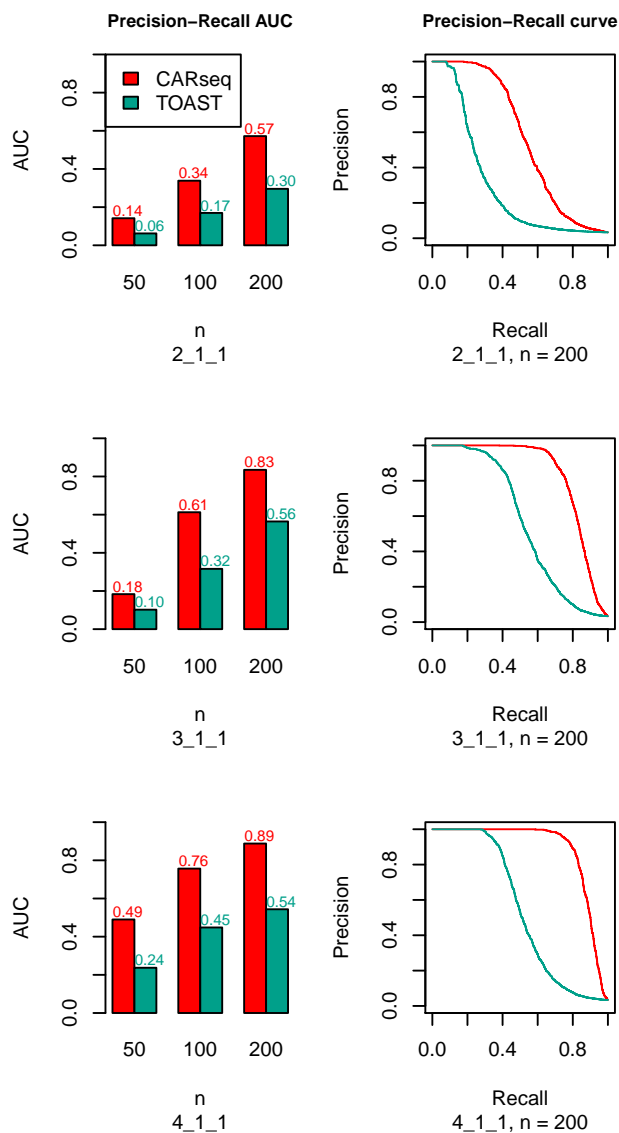 Precision−Recall AUC
Precision−Recall curve
CARseq
TOAST
AUC
0.0 0.4 0.8
0.14 0.06 0.34 0.17 0.57 0.30
50 100 200
n
2_1_1
Precision
0.0 0.4 0.8
0.0 0.4 0.8
Recall
2_1_1, n = 200
AUC
0.0 0.4 0.8
0.18 0.10 0.61 0.32 0.83 0.56
50 100 200
n
3_1_1
Precision
0.0 0.4 0.8
0.0 0.4 0.8
Recall
3_1_1, n = 200
AUC
0.0 0.4 0.8
0.49 0.24 0.76 0.45 0.89 0.54
50 100 200
n
4_1_1
Precision
0.0 0.4 0.8
0.0 0.4 0.8
Recall
4_1_1, n = 200